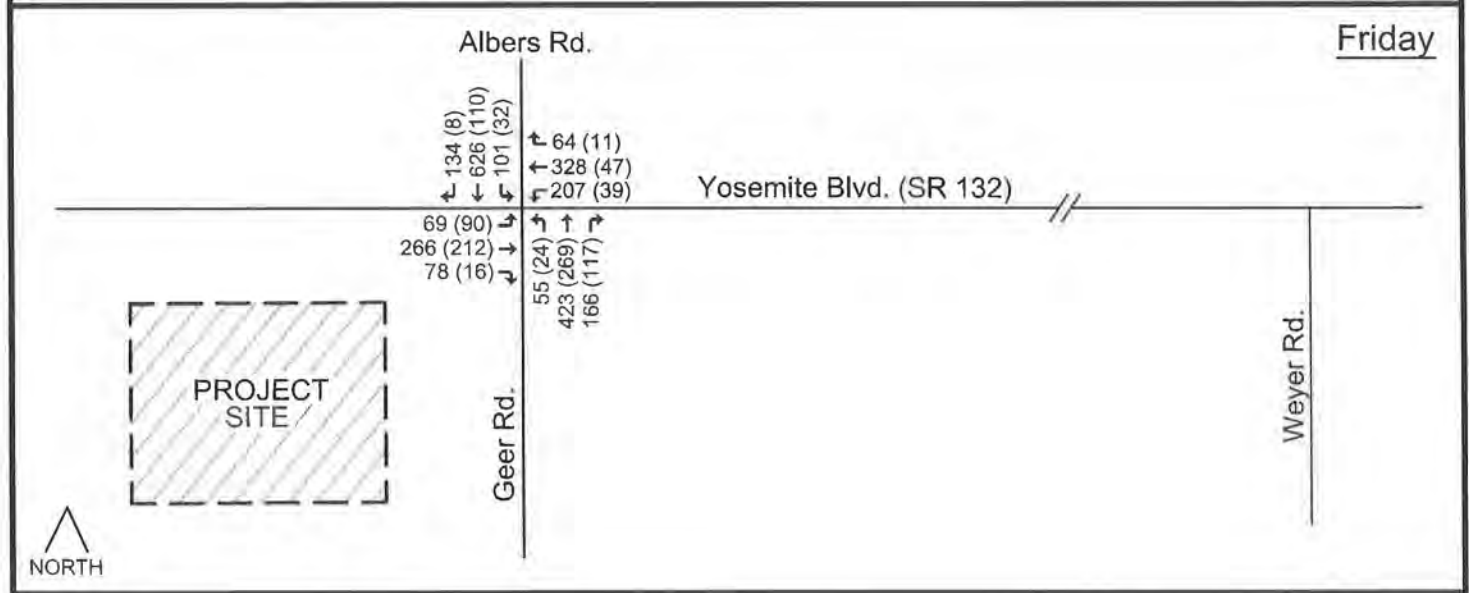 Friday
Albers Rd.
134 (8)
626 (110)
101 (32)
64 (11)
328 (47)
207 (39)
Yosemite Blvd. (SR 132)
69 (90)
266 (212)
78 (16)
55 (24)
423 (269)
166 (117)
PROJECT
SITE
Geer Rd.
Weyer Rd.
NORTH